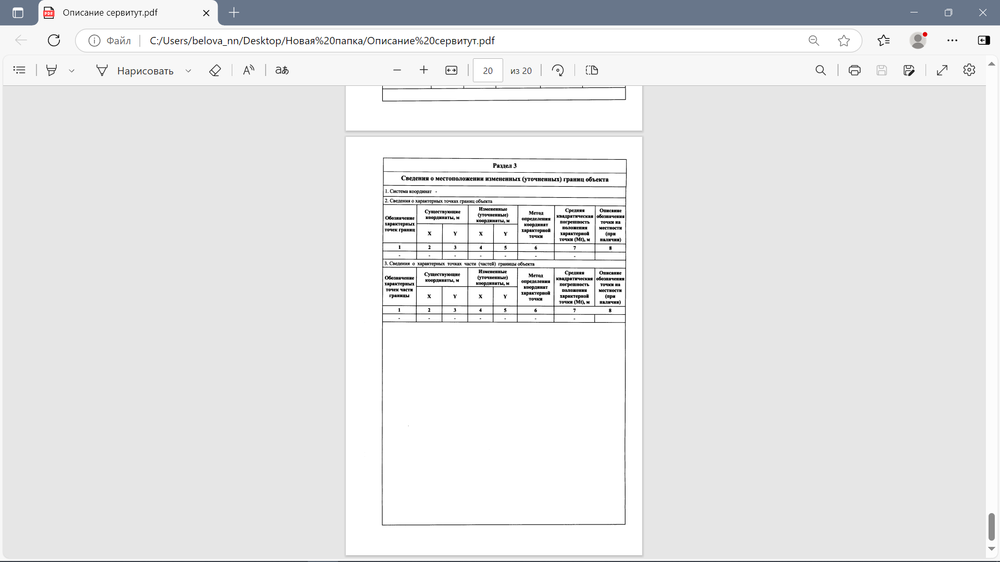 Описание сервитут.pdf
Файл C:/Users/belova_nn/Desktop/Новая%20папка/Описание%20сервитут.pdf
Нарисовать
20 из 20
Раздел 3
Сведения о местоположении измененных (уточненных) границ объекта
1. Система координат -
2. Сведения о характерных точках границ объекта
Обозначение характерных точек границ
Существующие координаты, м
Измененные (уточненные) координаты, м
Метод определения координат характерной точки
Средняя квадратическая погрешность положения характерной точки (Mt), м
Описание обозначения точки на местности (при наличии)
X Y X Y
1 2 3 4 5 6 7 8
- - - - - - -
3. Сведения о характерных точках части (частей) границы объекта
Обозначение характерных точек части границы
Существующие координаты, м
Измененные (уточненные) координаты, м
Метод определения координат характерной точки
Средняя квадратическая погрешность положения характерной точки (Mt), м
Описание обозначения точки на местности (при наличии)
X Y X Y
1 2 3 4 5 6 7 8
- - - - - - -